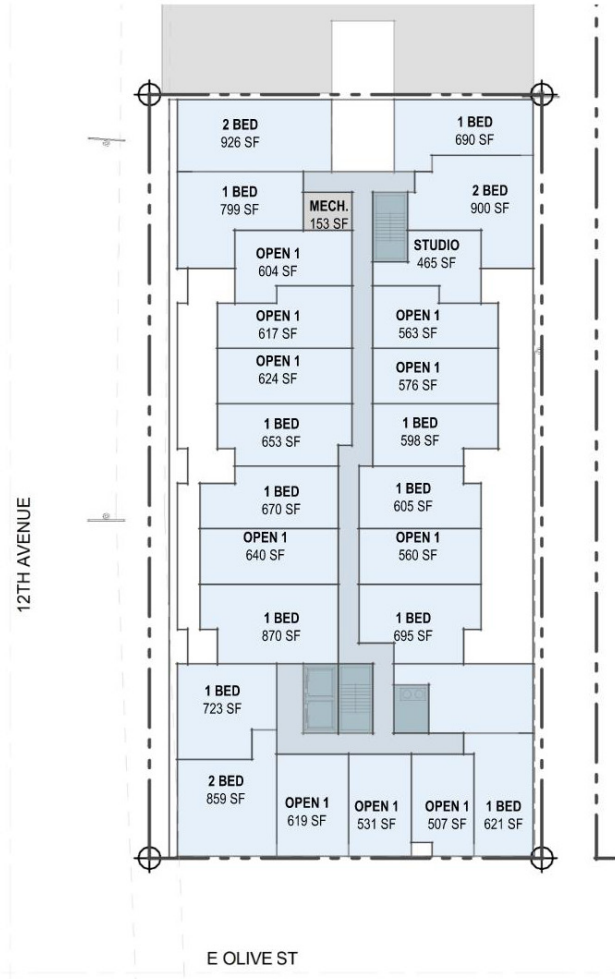 2 BED
926 SF
1 BED
690 SF
1 BED
799 SF
MECH.
153 SF
2 BED
900 SF
OPEN 1
604 SF
STUDIO
465 SF
OPEN 1
617 SF
OPEN 1
563 SF
OPEN 1
624 SF
OPEN 1
576 SF
1 BED
653 SF
1 BED
598 SF
1 BED
670 SF
1 BED
605 SF
OPEN 1
640 SF
OPEN 1
560 SF
1 BED
870 SF
1 BED
695 SF
1 BED
723 SF
2 BED
859 SF
OPEN 1
619 SF
OPEN 1
531 SF
OPEN 1
507 SF
1 BED
621 SF
12TH AVENUE
E OLIVE ST